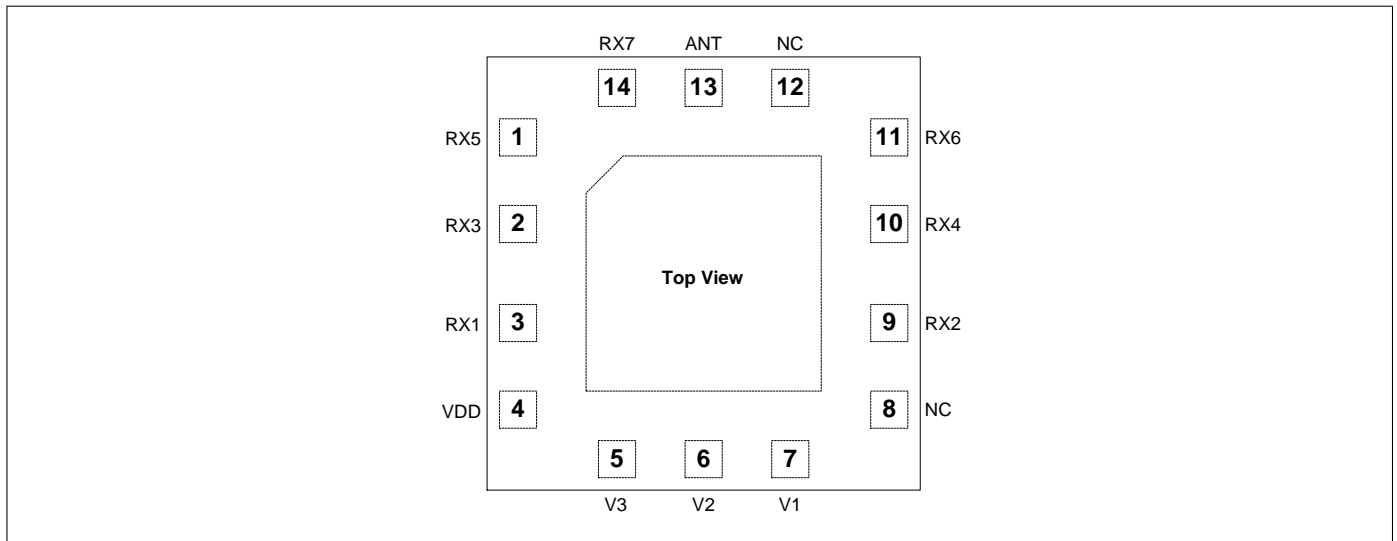 RX7 ANT NC
14 13 12
RX5 1 11 RX6
RX3 2 10 RX4
Top View
RX1 3 9 RX2
VDD 4 8 NC
5 6 7
V3 V2 V1